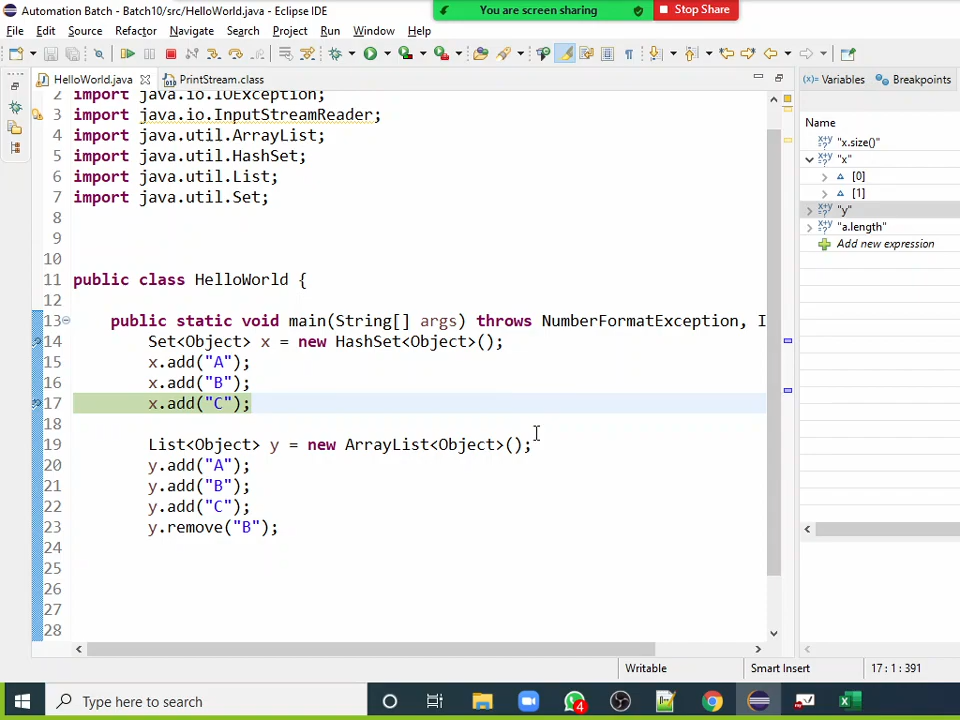 Automation Batch - Batch10/src/HelloWorld.java - Eclipse IDE
You are screen sharing
Stop Share
File Edit Source Refactor Navigate Search Project Run Window Help
HelloWorld.java
PrintStream.class
Variables
Breakpoints
2 import java.io.IOException;
3 import java.io.InputStreamReader;
4 import java.util.ArrayList;
5 import java.util.HashSet;
6 import java.util.List;
7 import java.util.Set;
8
9
10
11 public class HelloWorld {
12
13 public static void main(String[] args) throws NumberFormatException, I
14 Set<Object> x = new HashSet<Object>();
15 x.add("A");
16 x.add("B");
17 x.add("C");
18
19 List<Object> y = new ArrayList<Object>();
20 y.add("A");
21 y.add("B");
22 y.add("C");
23 y.remove("B");
24
25
26
27
28
Name
"x.size()"
"x"
[0]
[1]
"y"
"a.length"
Add new expression
Writable
Smart Insert
17 : 1 : 391
Type here to search
4